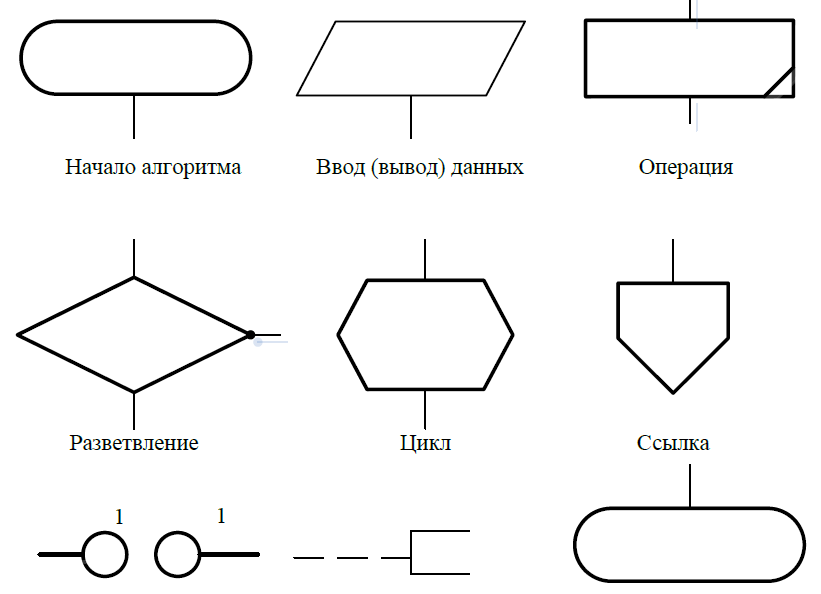 Начало алгоритма
Ввод (вывод) данных
Операция
Разветвление
Цикл
Ссылка
1
1